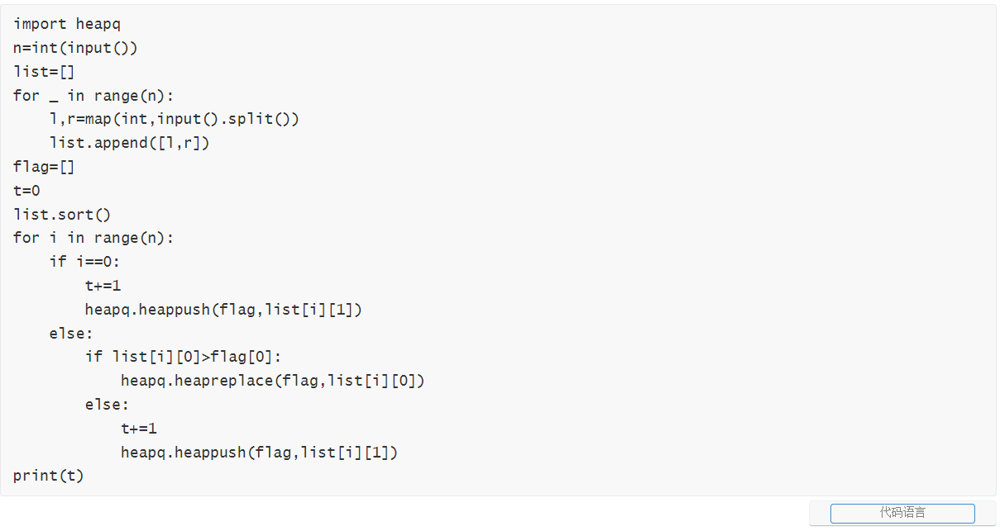 import heapq
n=int(input())
list=[]
for _ in range(n):
    l,r=map(int,input().split())
    list.append([l,r])
flag=[]
t=0
list.sort()
for i in range(n):
    if i==0:
        t+=1
        heapq.heappush(flag,list[i][1])
    else:
        if list[i][0]>flag[0]:
            heapq.heapreplace(flag,list[i][0])
        else:
            t+=1
            heapq.heappush(flag,list[i][1])
print(t)
代码语言